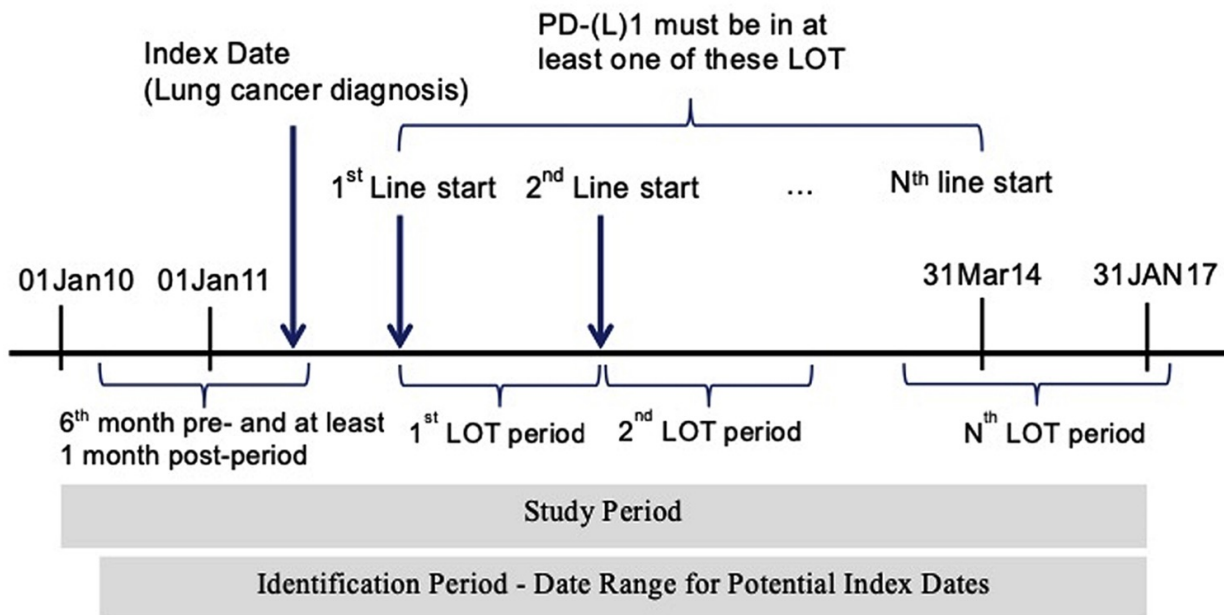 PD-(L)1 must be in at
least one of these LOT
Index Date
(Lung cancer diagnosis)
1st Line start
2nd Line start
...
Nth line start
01Jan10
01Jan11
31Mar14
31JAN17
6th month pre- and at least
1 month post-period
1st LOT period
2nd LOT period
Nth LOT period
Study Period
Identification Period - Date Range for Potential Index Dates